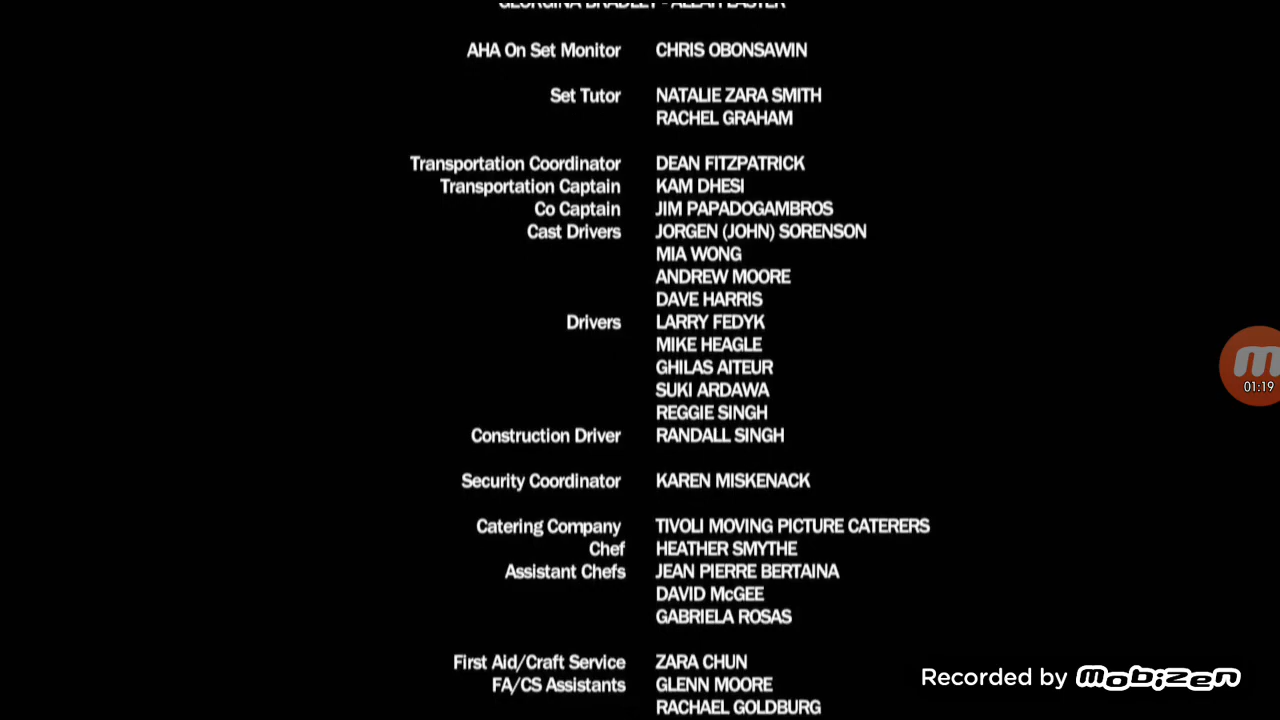 GEORGINA BRADLEY - ALLAH LASTER
AHA On Set Monitor CHRIS OBONSAWIN
Set Tutor NATALIE ZARA SMITH
RACHEL GRAHAM
Transportation Coordinator DEAN FITZPATRICK
Transportation Captain KAM DHESI
Co Captain JIM PAPADOGAMBROS
Cast Drivers JORGEN (JOHN) SORENSON
MIA WONG
ANDREW MOORE
DAVE HARRIS
Drivers LARRY FEDYK
MIKE HEAGLE
GHILAS AITEUR
SUKI ARDAWA
REGGIE SINGH
Construction Driver RANDALL SINGH
Security Coordinator KAREN MISKENACK
Catering Company TIVOLI MOVING PICTURE CATERERS
Chef HEATHER SMYTHE
Assistant Chefs JEAN PIERRE BERTAINA
DAVID McGEE
GABRIELA ROSAS
First Aid/Craft Service ZARA CHUN
FA/CS Assistants GLENN MOORE
RACHAEL GOLDBURG
01:19
Recorded by mobizen